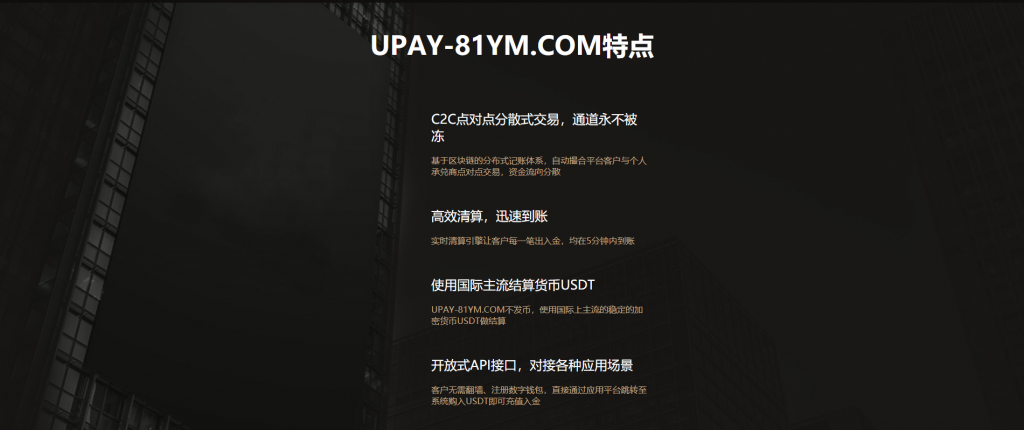 UPAY-81YM.COM特点
C2C点对点分散式交易，通道永不被
冻
基于区块链的分布式记账体系，自动撮合平台客户与个人
承兑商点对点交易，资金流向分散
高效清算，迅速到账
实时清算引擎让客户每一笔出入金，均在5分钟内到账
使用国际主流结算货币USDT
UPAY-81YM.COM不发币，使用国际上主流的稳定的加
密货币USDT做结算
开放式API接口，对接各种应用场景
客户无需翻墙、注册数字钱包，直接通过应用平台跳转至
系统购入USDT即可充值入金